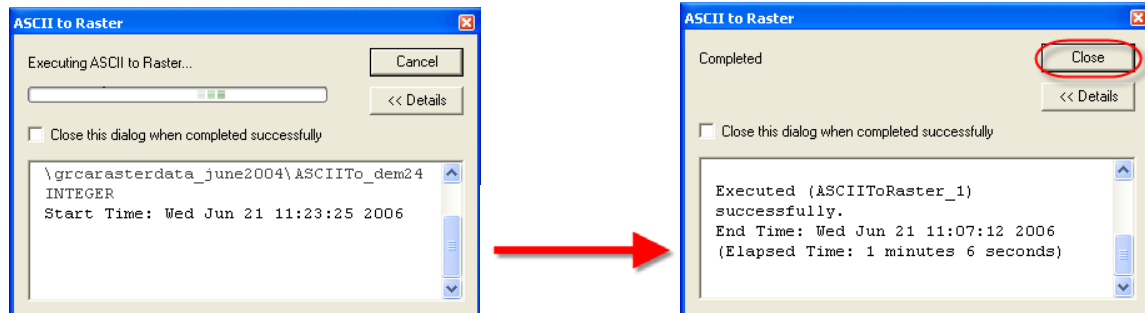 ASCII to Raster
Executing ASCII to Raster...
Cancel
<< Details
Close this dialog when completed successfully
\grcarasterdata_june2004\ASCIITo_dem24
INTEGER
Start Time: Wed Jun 21 11:23:25 2006
ASCII to Raster
Completed
Close
<< Details
Close this dialog when completed successfully
Executed (ASCIIToRaster_1)
successfully.
End Time: Wed Jun 21 11:07:12 2006
(Elapsed Time: 1 minutes 6 seconds)